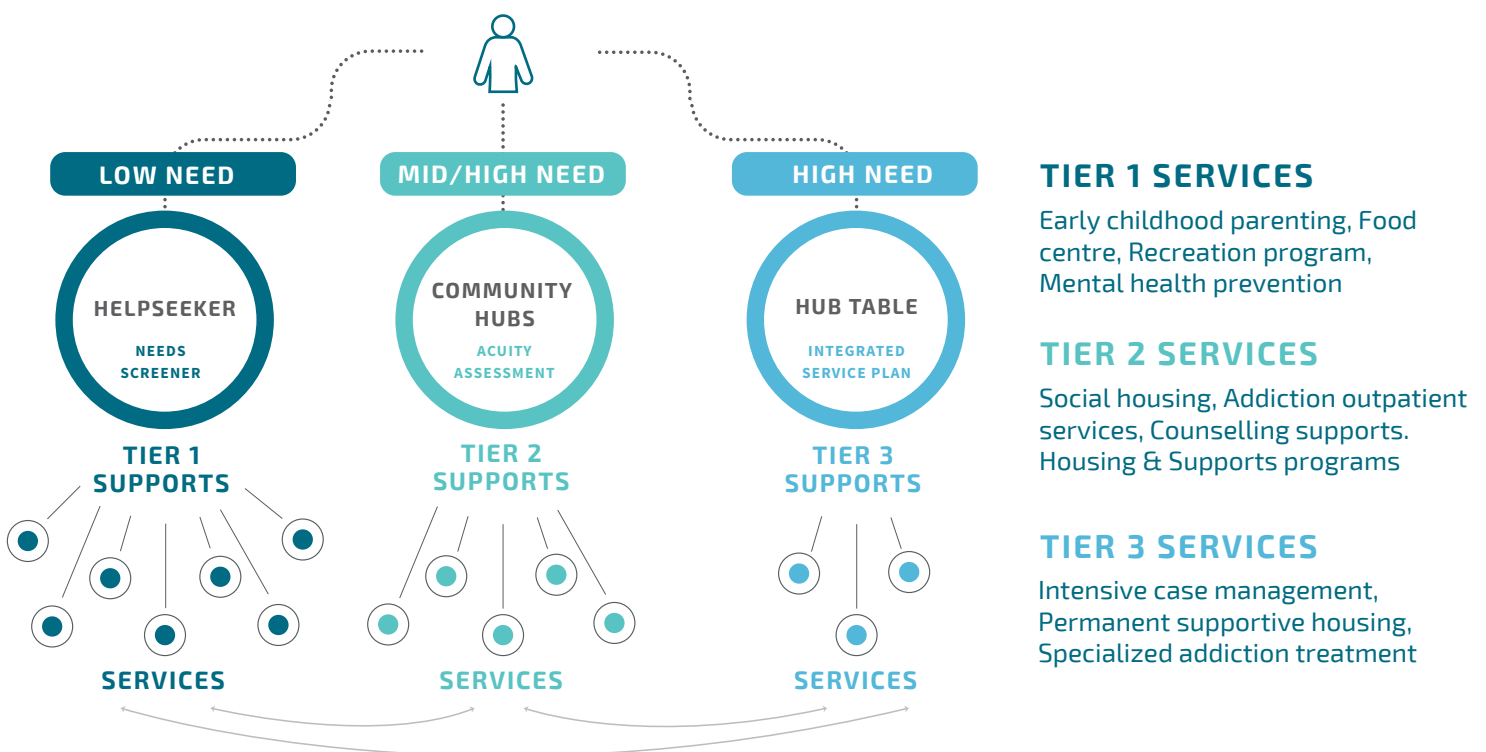 LOW NEED
HELPSEEKER
NEEDS
SCREENER
TIER 1
SUPPORTS
SERVICES
MID/HIGH NEED
COMMUNITY
HUBS
ACUITY
ASSESSMENT
TIER 2
SUPPORTS
SERVICES
HIGH NEED
HUB TABLE
INTEGRATED
SERVICE PLAN
TIER 3
SUPPORTS
SERVICES
TIER 1 SERVICES
Early childhood parenting, Food
centre, Recreation program,
Mental health prevention
TIER 2 SERVICES
Social housing, Addiction outpatient
services, Counselling supports.
Housing & Supports programs
TIER 3 SERVICES
Intensive case management,
Permanent supportive housing,
Specialized addiction treatment